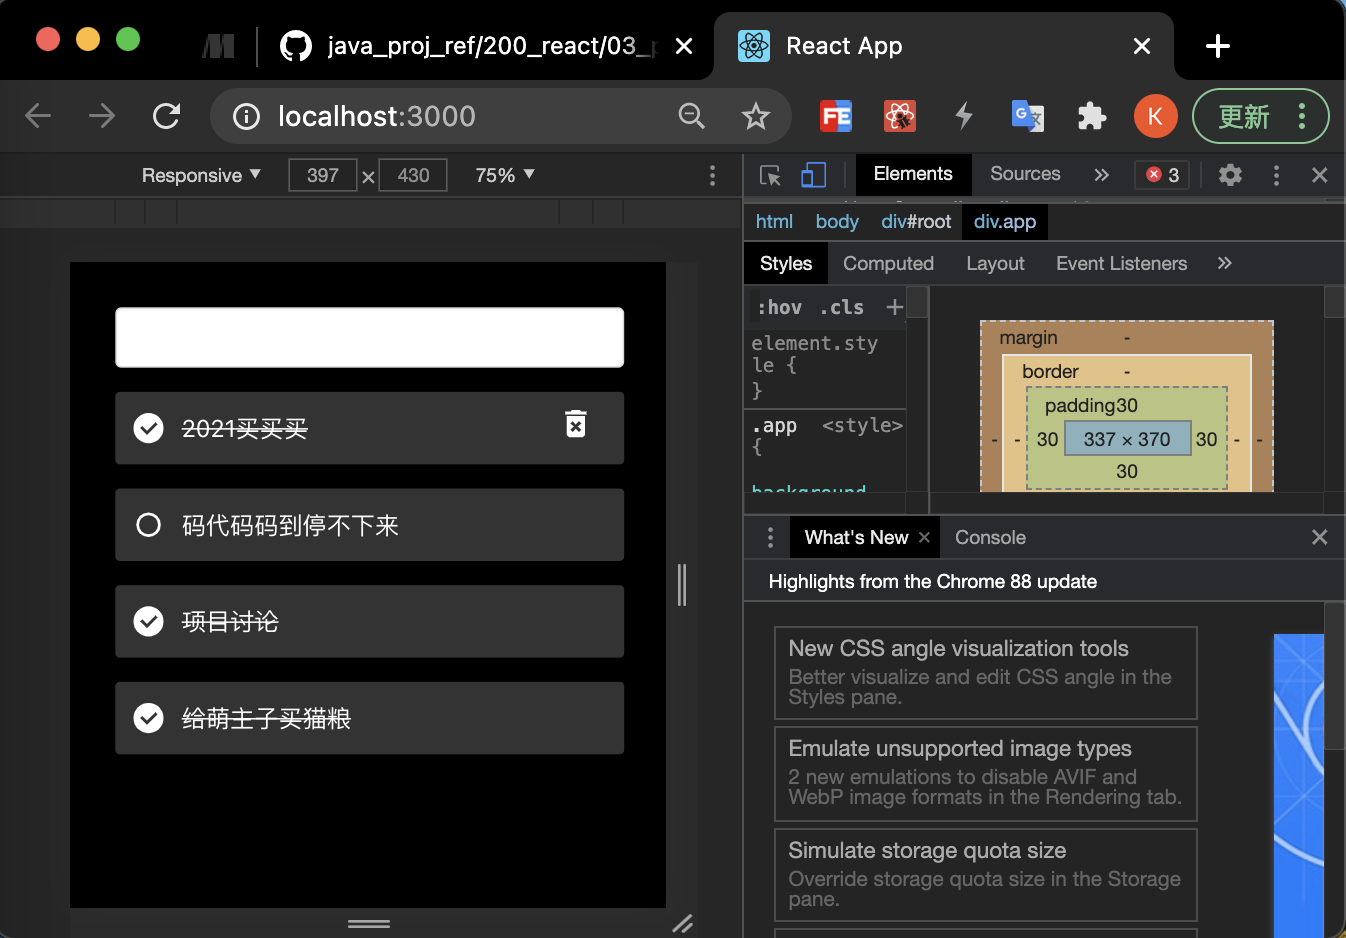 java_proj_ref/200_react/03_p
React App
localhost:3000
FE
G
文
K
更新
Responsive
397
×
430
75%
Elements
Sources
»
3
html
body
div#root
div.app
Styles
Computed
Layout
Event Listeners
»
:hov
.cls
+
element.sty
le {
}
.app
<style>
{
background
margin
-
border
-
padding30
-
-
30
337 × 370
30
-
-
30
2021买买买
码代码码到停不下来
项目讨论
给萌主子买猫粮
What's New
Console
Highlights from the Chrome 88 update
New CSS angle visualization tools
Better visualize and edit CSS angle in the
Styles pane.
Emulate unsupported image types
2 new emulations to disable AVIF and
WebP image formats in the Rendering tab.
Simulate storage quota size
Override storage quota size in the Storage
pane.